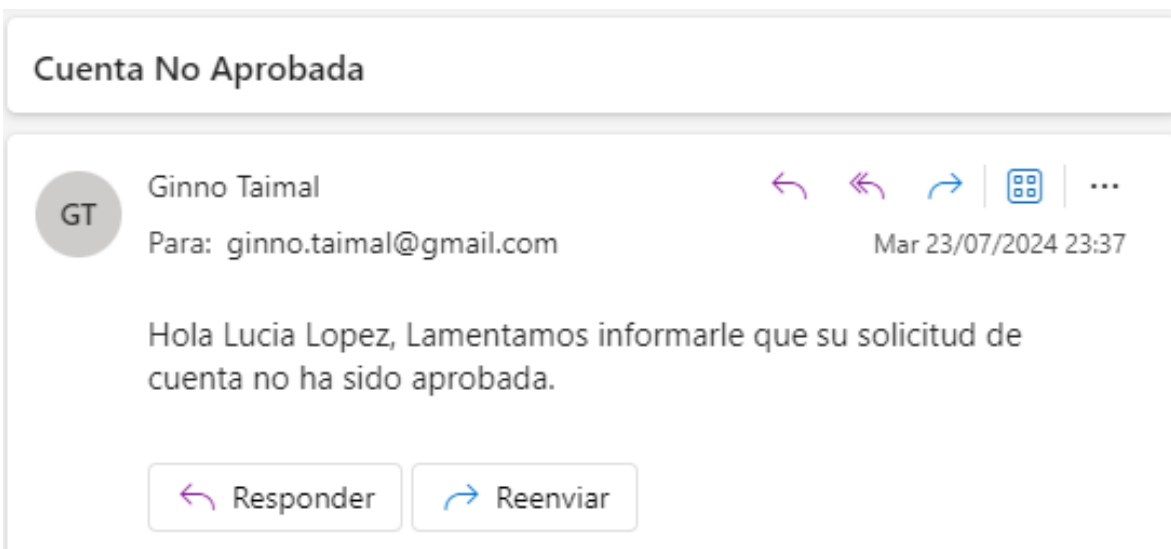 Cuenta No Aprobada
GT
Ginno Taimal
Para: ginno.taimal@gmail.com
Mar 23/07/2024 23:37
Hola Lucia Lopez, Lamentamos informarle que su solicitud de
cuenta no ha sido aprobada.
Responder
Reenviar